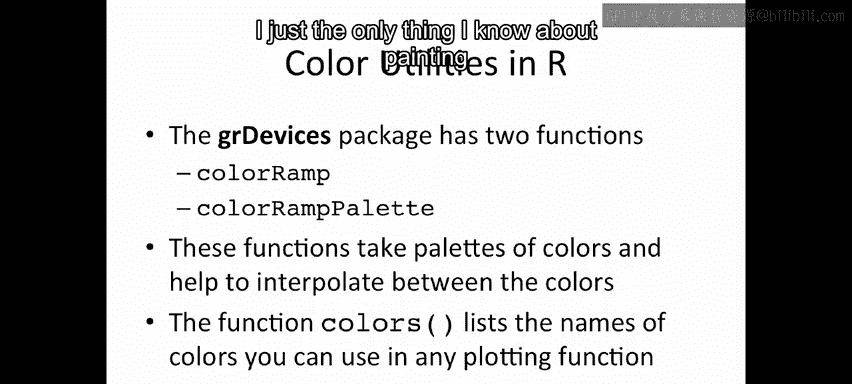 I just the only thing I know about
painting
Color Utilities in R
• The grDevices package has two functions
– colorRamp
– colorRampPalette
• These functions take palettes of colors and
help to interpolate between the colors
• The function colors() lists the names of
colors you can use in any plotting function